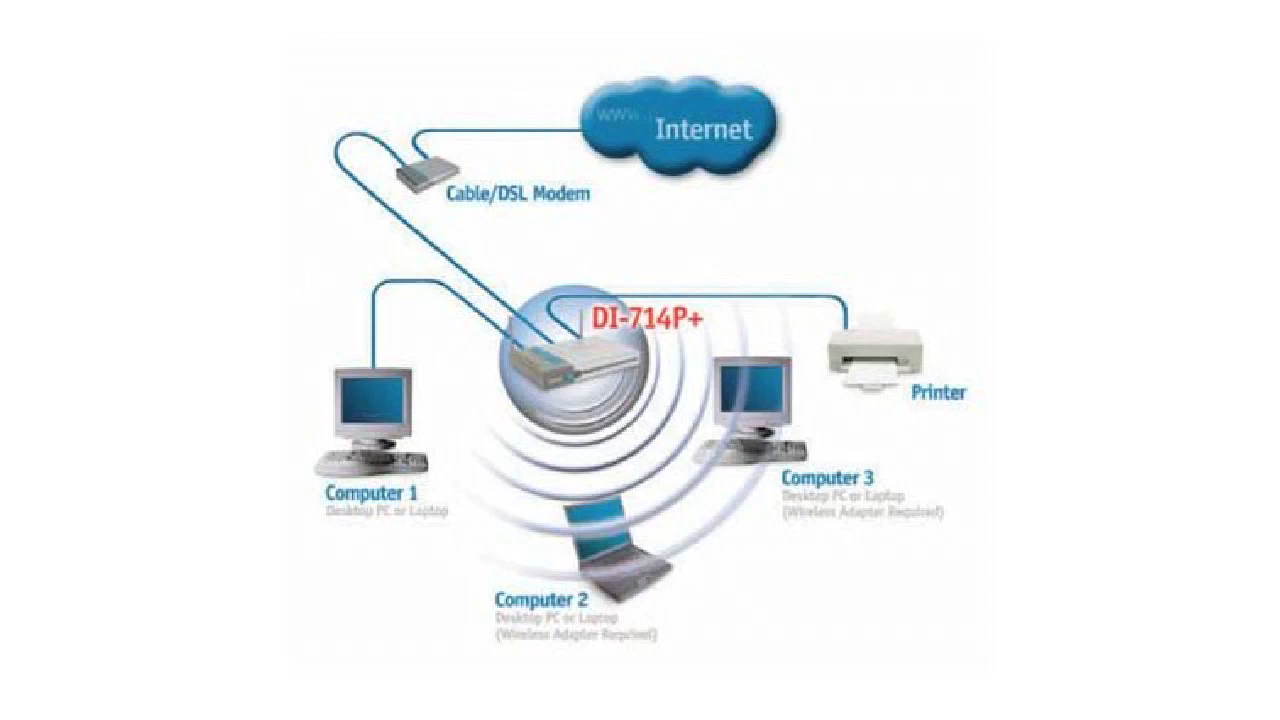 www.
Internet
Cable/DSL Modem
DI-714P+
Printer
Computer 1
Desktop PC or Laptop
Computer 3
Desktop PC or Laptop
(Wireless Adapter Required)
Computer 2
Desktop PC or Laptop
(Wireless Adapter Required)